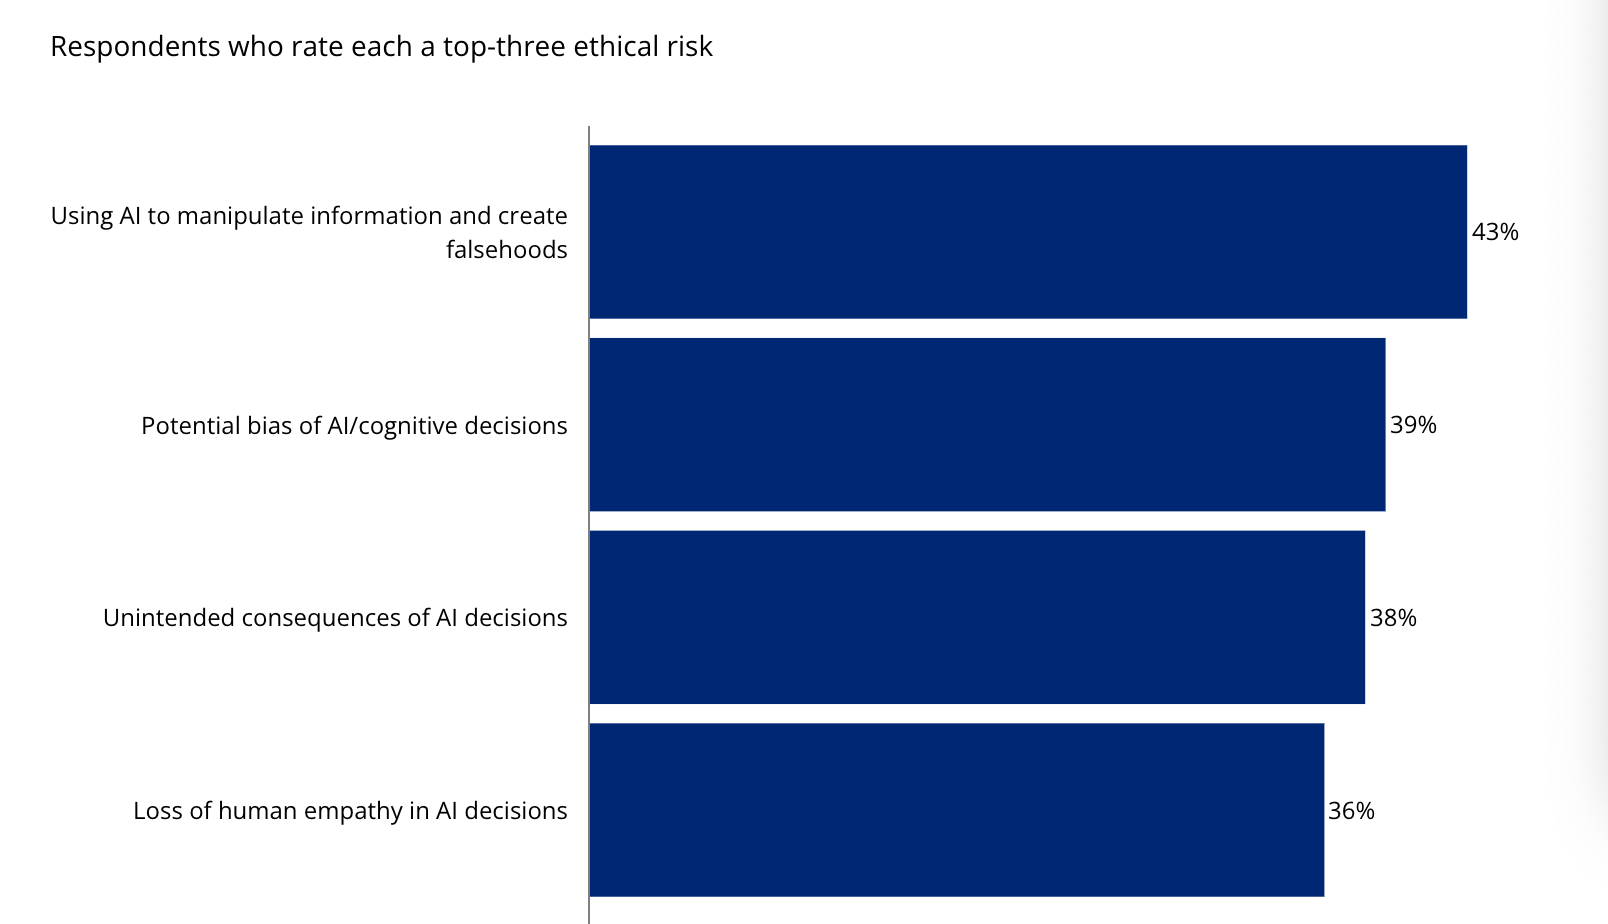 Respondents who rate each a top-three ethical risk
Using AI to manipulate information and create
falsehoods
43%
Potential bias of AI/cognitive decisions
39%
Unintended consequences of AI decisions
38%
Loss of human empathy in AI decisions
36%